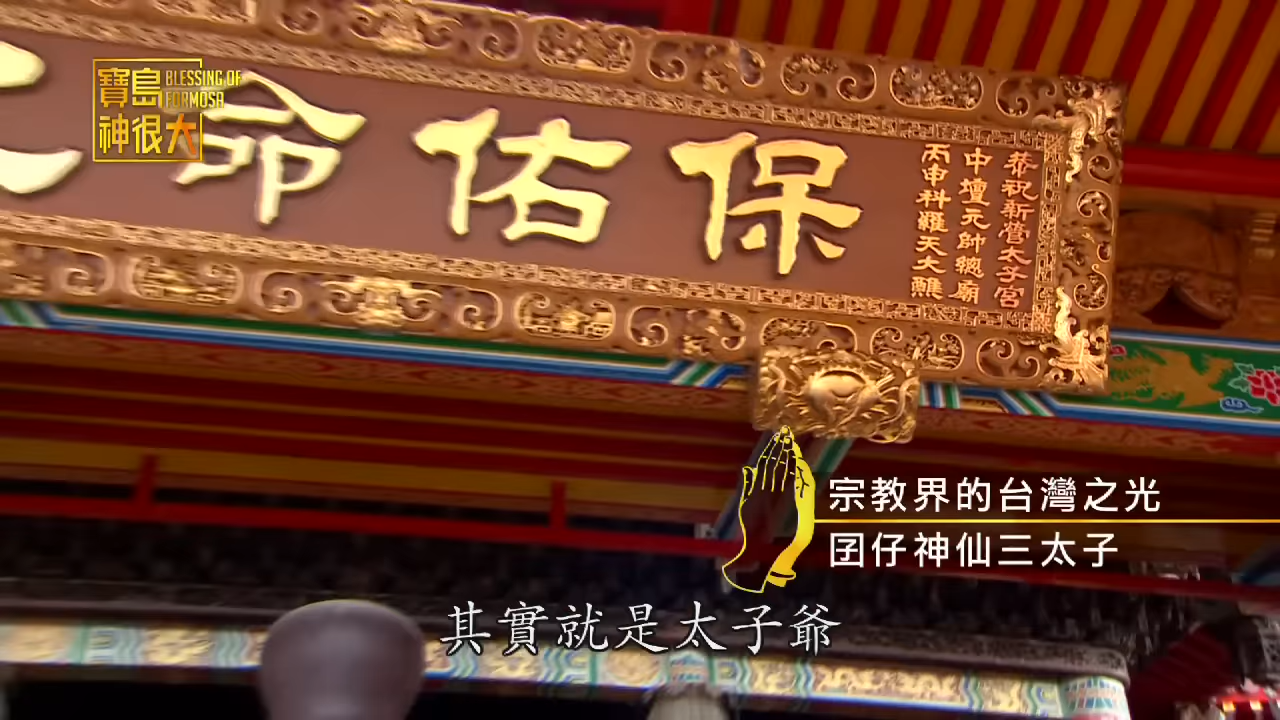 寶島 BLESSING OF
神很大 FORMOSA
恭祝新營太子宮
中壇元帥總廟
丙申科羅天大醮
保佑命
宗教界的台灣之光
囝仔神仙三太子
其實就是太子爺